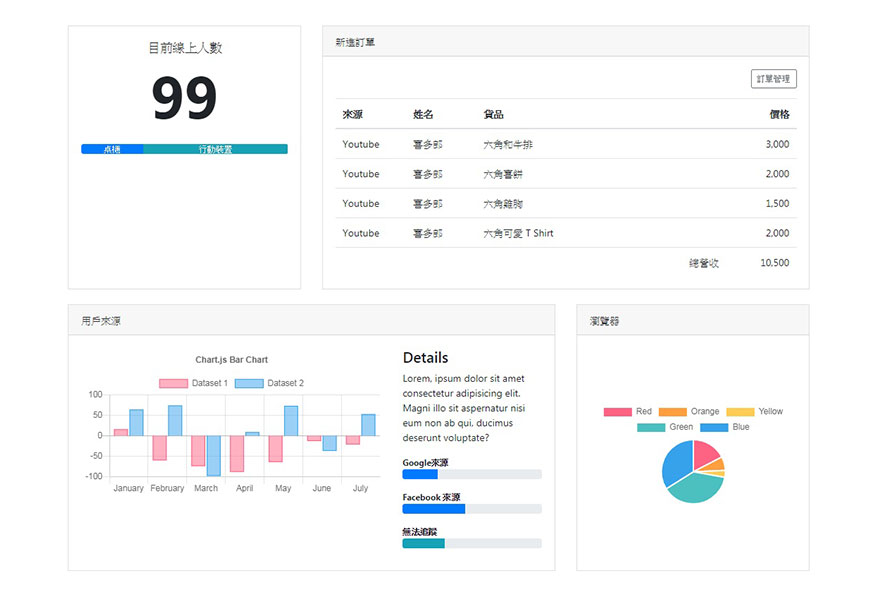 目前線上人數
99
桌機
行動裝置
新進訂單
訂單管理
來源 姓名 貨品 價格
Youtube 喜多郎 六角和牛排 3,000
Youtube 喜多郎 六角喜餅 2,000
Youtube 喜多郎 六角雞胸 1,500
Youtube 喜多郎 六角可愛 T Shirt 2,000
總營收 10,500
用戶來源
Chart.js Bar Chart
Dataset 1 Dataset 2
100
50
0
-50
-100
January February March April May June July
Details
Lorem, ipsum dolor sit amet
consectetur adipisicing elit.
Magni illo sit aspernatur nisi
eum non ab qui, ducimus
deserunt voluptate?
Google來源
Facebook 來源
無法追蹤
瀏覽器
Red Orange Yellow
Green Blue